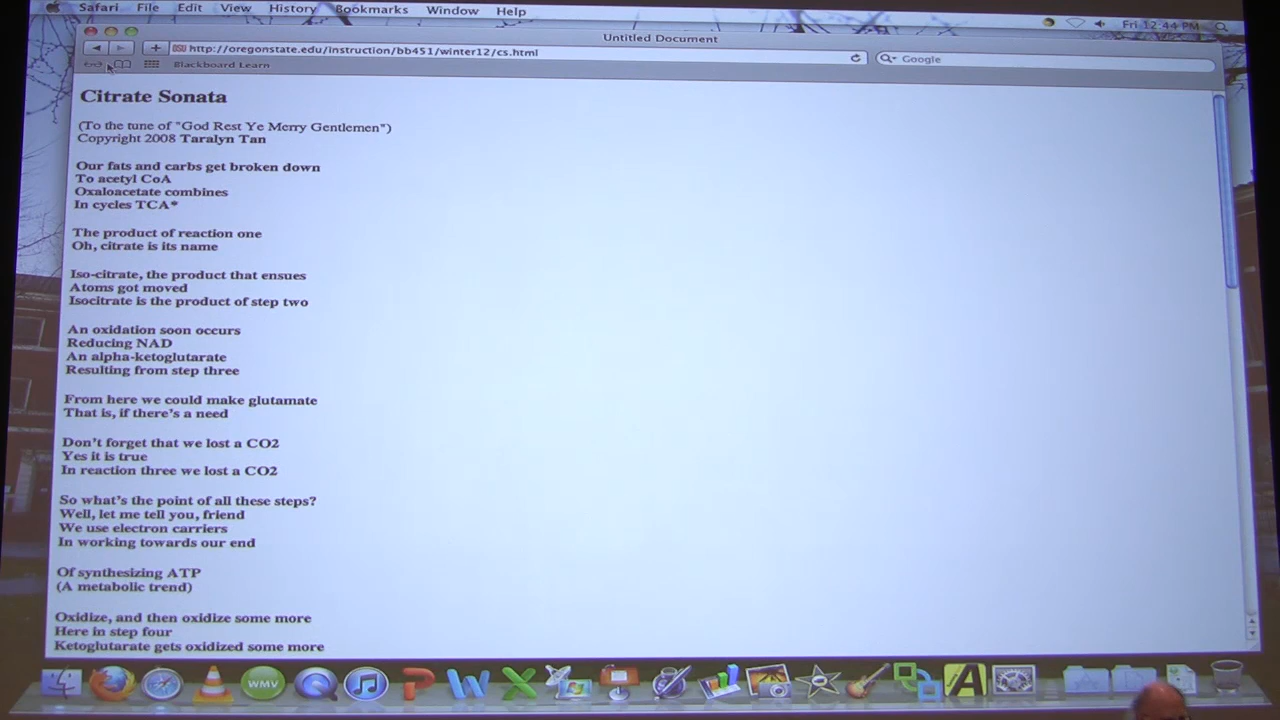 Safari File Edit View History Bookmarks Window Help
Fri 12:44 PM
Untitled Document
OSU http://oregonstate.edu/instruction/bb451/winter12/cs.html
Google
Blackboard Learn
Citrate Sonata
(To the tune of "God Rest Ye Merry Gentlemen")
Copyright 2008 Taralyn Tan
Our fats and carbs get broken down
To acetyl CoA
Oxaloacetate combines
In cycles TCA*
The product of reaction one
Oh, citrate is its name
Iso-citrate, the product that ensues
Atoms got moved
Isocitrate is the product of step two
An oxidation soon occurs
Reducing NAD
An alpha-ketoglutarate
Resulting from step three
From here we could make glutamate
That is, if there's a need
Don't forget that we lost a CO2
Yes it is true
In reaction three we lost a CO2
So what's the point of all these steps?
Well, let me tell you, friend
We use electron carriers
In working towards our end
Of synthesizing ATP
(A metabolic trend)
Oxidize, and then oxidize some more
Here in step four
Ketoglutarate gets oxidized some more
WMV